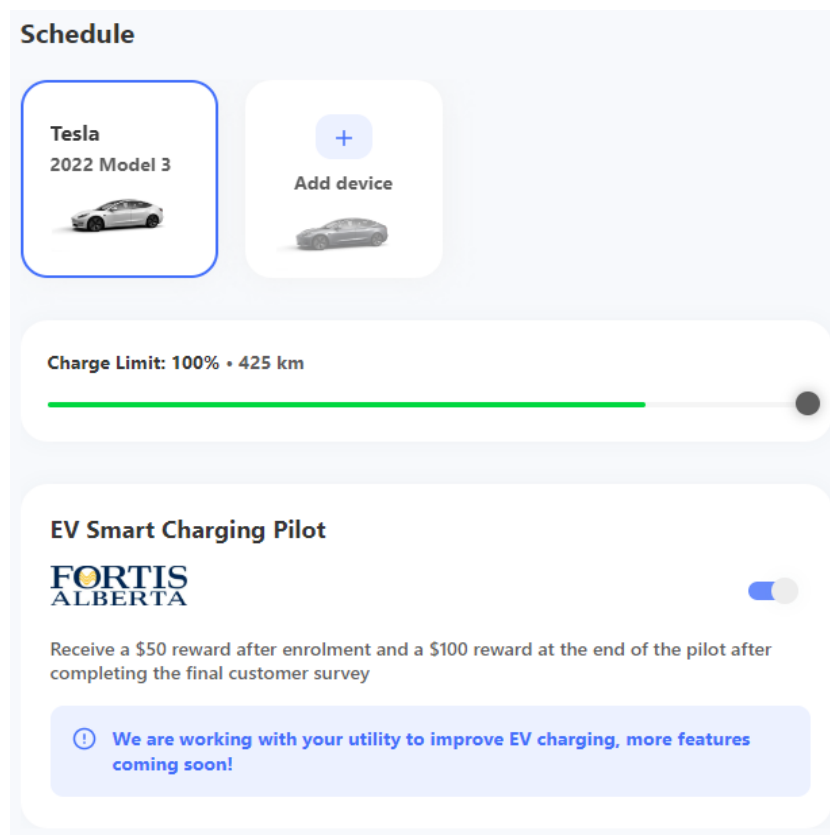 Schedule
Tesla
2022 Model 3
+
Add device
Charge Limit: 100% • 425 km
EV Smart Charging Pilot
FORTIS
ALBERTA
Receive a $50 reward after enrolment and a $100 reward at the end of the pilot after
completing the final customer survey
We are working with your utility to improve EV charging, more features
coming soon!